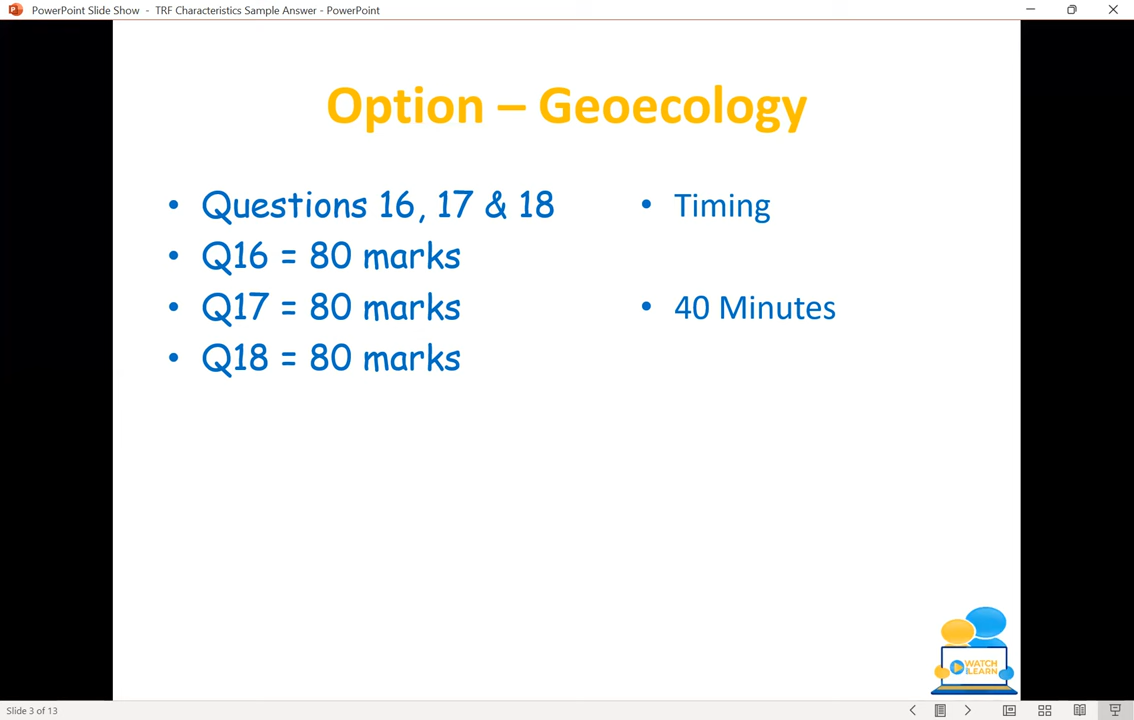 PowerPoint Slide Show - TRF Characteristics Sample Answer - PowerPoint
Option – Geoecology
• Questions 16, 17 & 18
• Q16 = 80 marks
• Q17 = 80 marks
• Q18 = 80 marks
• Timing
• 40 Minutes
WATCH
LEARN
Slide 3 of 13